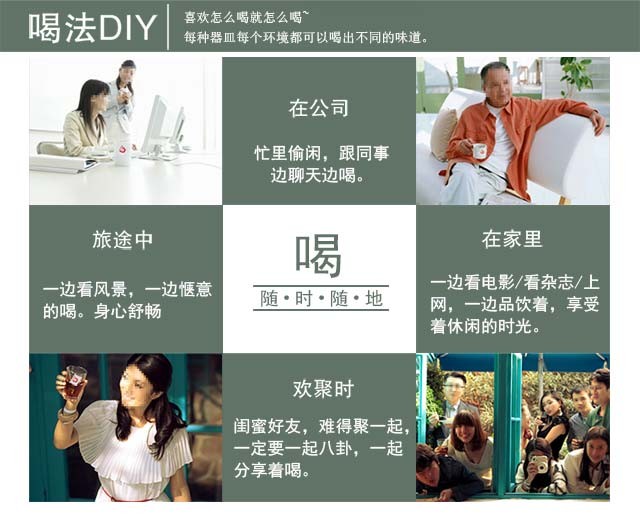 喝法DIY
喜欢怎么喝就怎么喝~
每种器皿每个环境都可以喝出不同的味道。
在公司
忙里偷闲，跟同事
边聊天边喝。
旅途中
一边看风景，一边惬意
的喝。身心舒畅
喝
随·时·随·地
在家里
一边看电影/看杂志/上
网，一边品饮着，享受
着休闲的时光。
欢聚时
闺蜜好友，难得聚一起，
一定要一起八卦，一起
分享着喝。